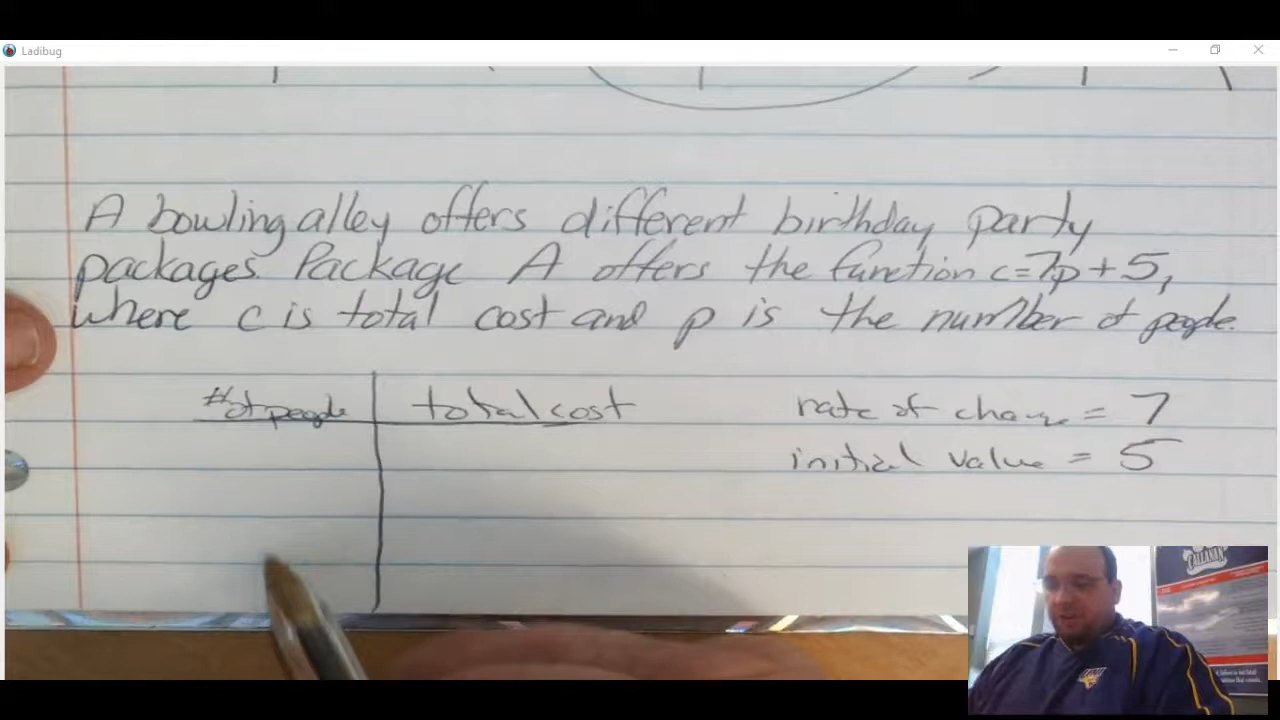 Ladibug
A bowling alley offers different birthday party
packages. Package A offers the function c=7p+5,
where c is total cost and p is the number of people.
# of people total cost
rate of change = 7
initial value = 5
CALLANAN